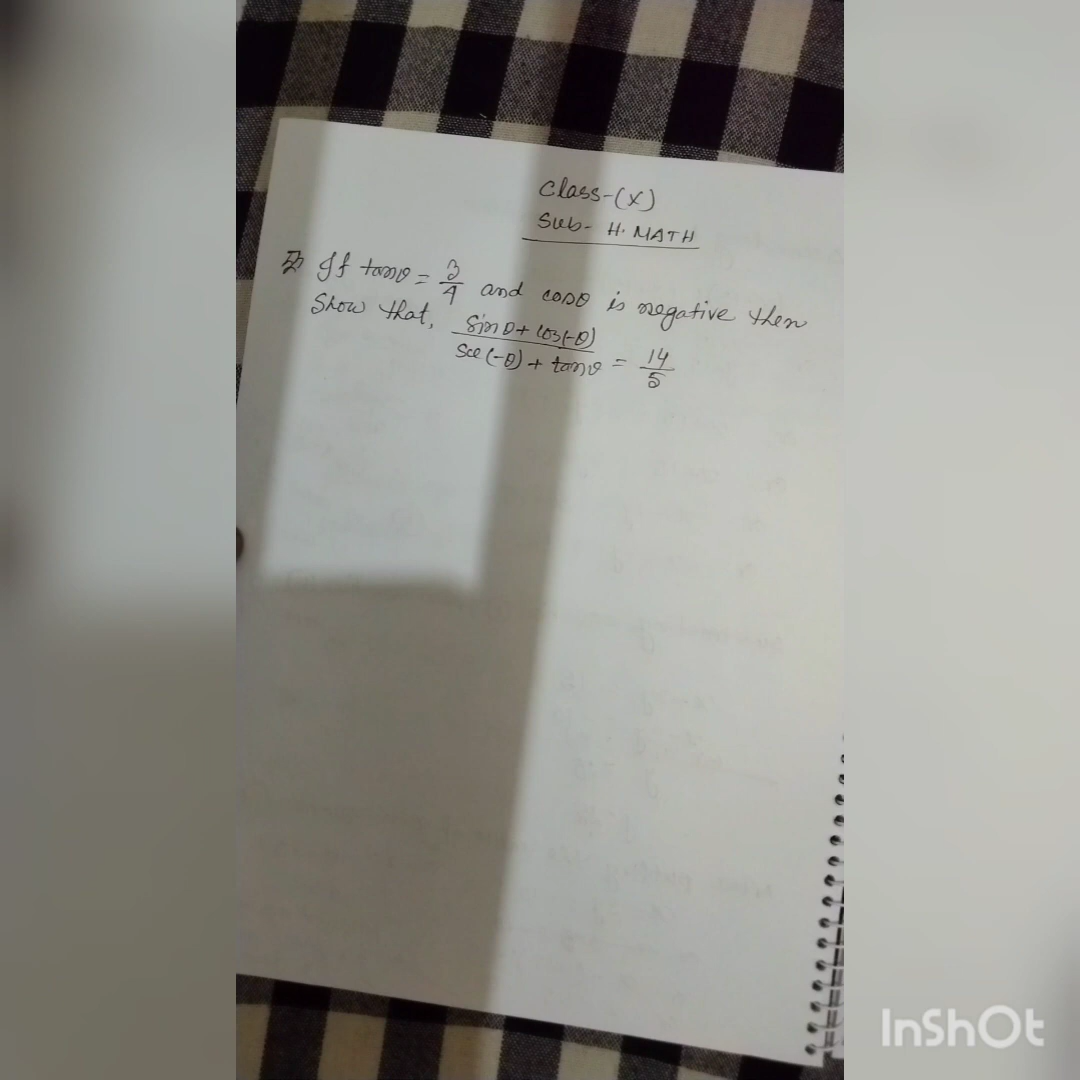 Class-(X)
Sub- H. MATH
If tanθ = 3/4 and cosθ is negative then
Show that, sinθ + cos(-θ) / sec(-θ) + tanθ = 14/5
InShOt